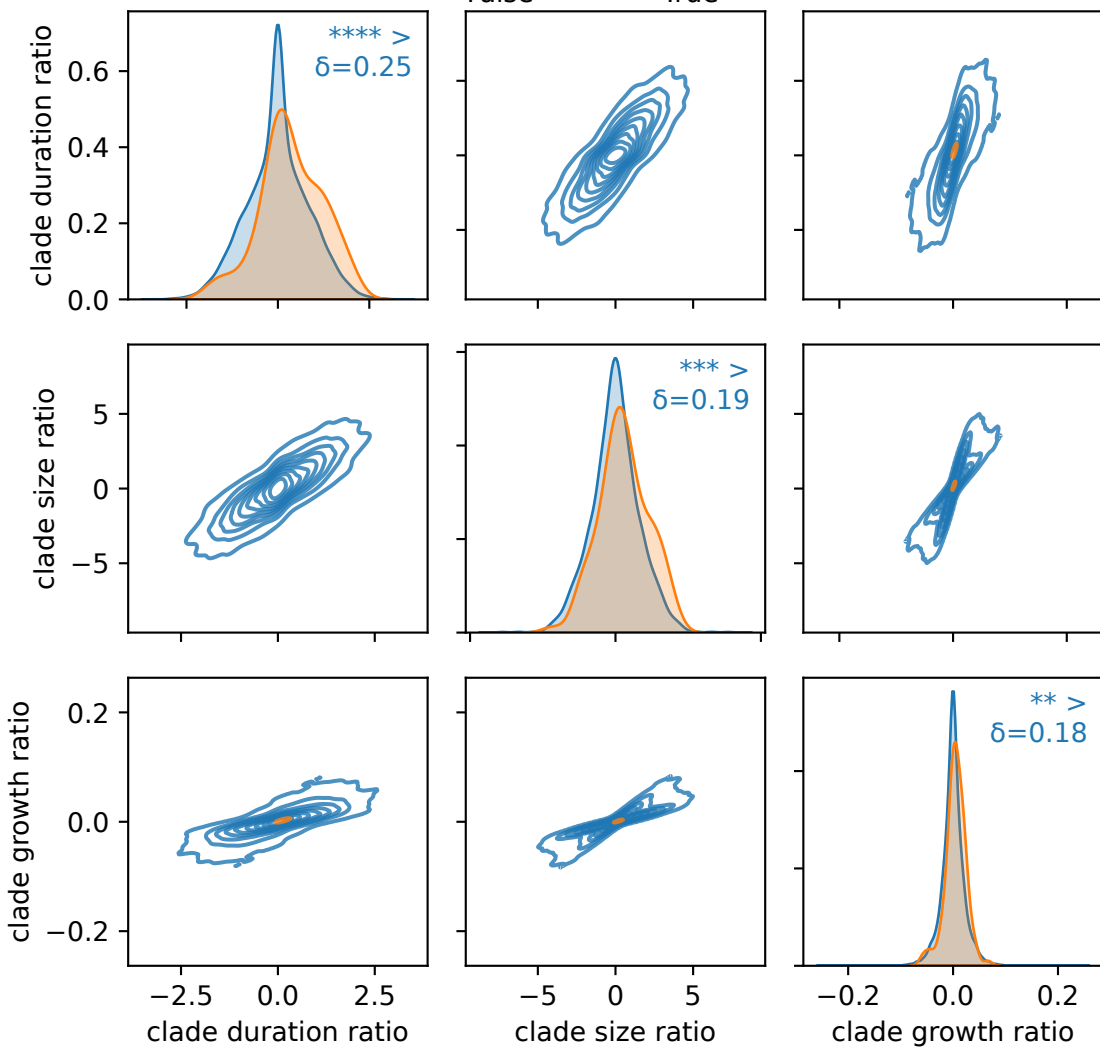 True
**** >
δ=0.25
clade duration ratio
0.6
0.4
0.2
0.0
*** >
δ=0.19
clade size ratio
5
0
−5
** >
δ=0.18
clade growth ratio
0.2
0.0
−0.2
−2.5 0.0 2.5
−5 0 5
−0.2 0.0 0.2
clade duration ratio
clade size ratio
clade growth ratio